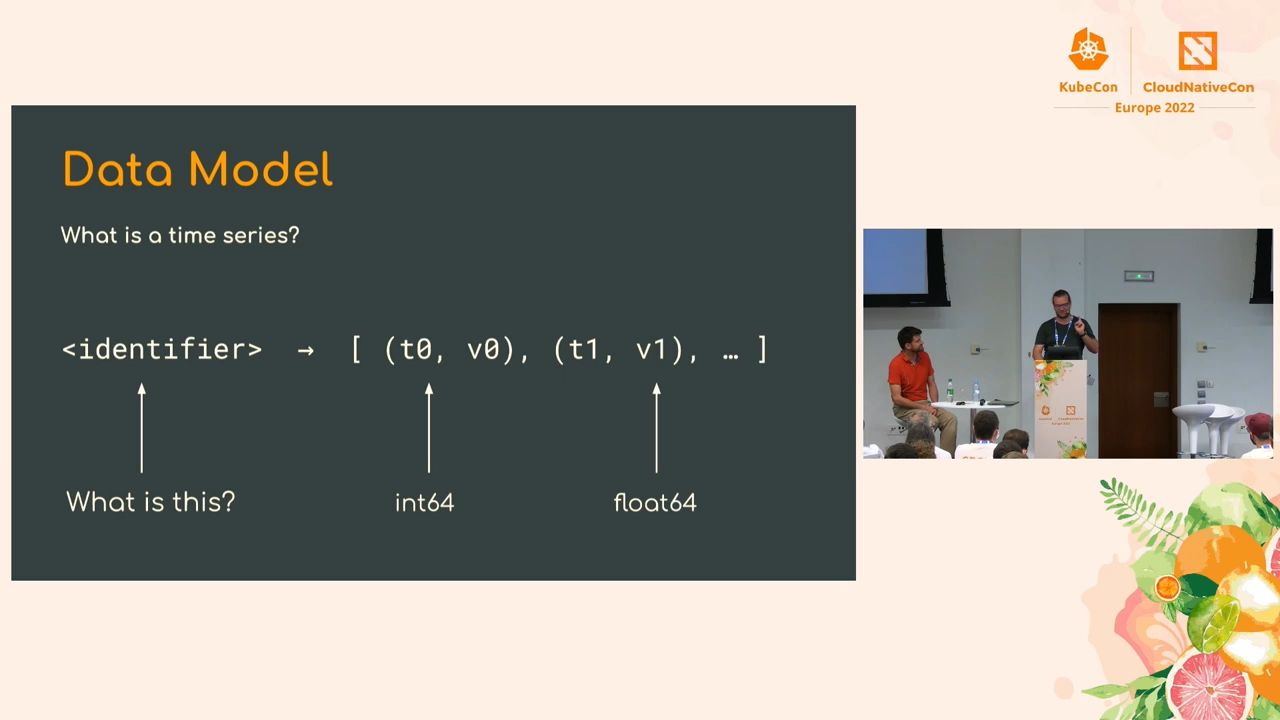 KubeCon
CloudNativeCon
Europe 2022
Data Model
What is a time series?
<identifier> → [ (t0, v0), (t1, v1), … ]
What is this?
int64
float64